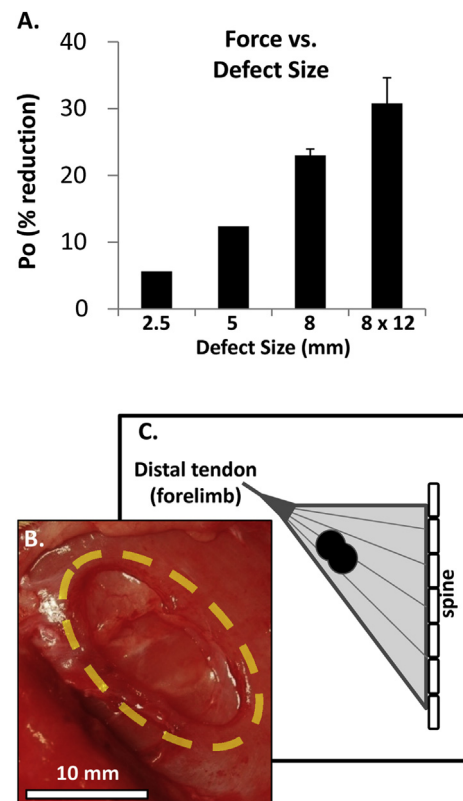 A.
Force vs.
Defect Size
40
30
20
10
0
Po (% reduction)
2.5 5 8 8 x 12
Defect Size (mm)
C.
Distal tendon
(forelimb)
spine
B.
10 mm